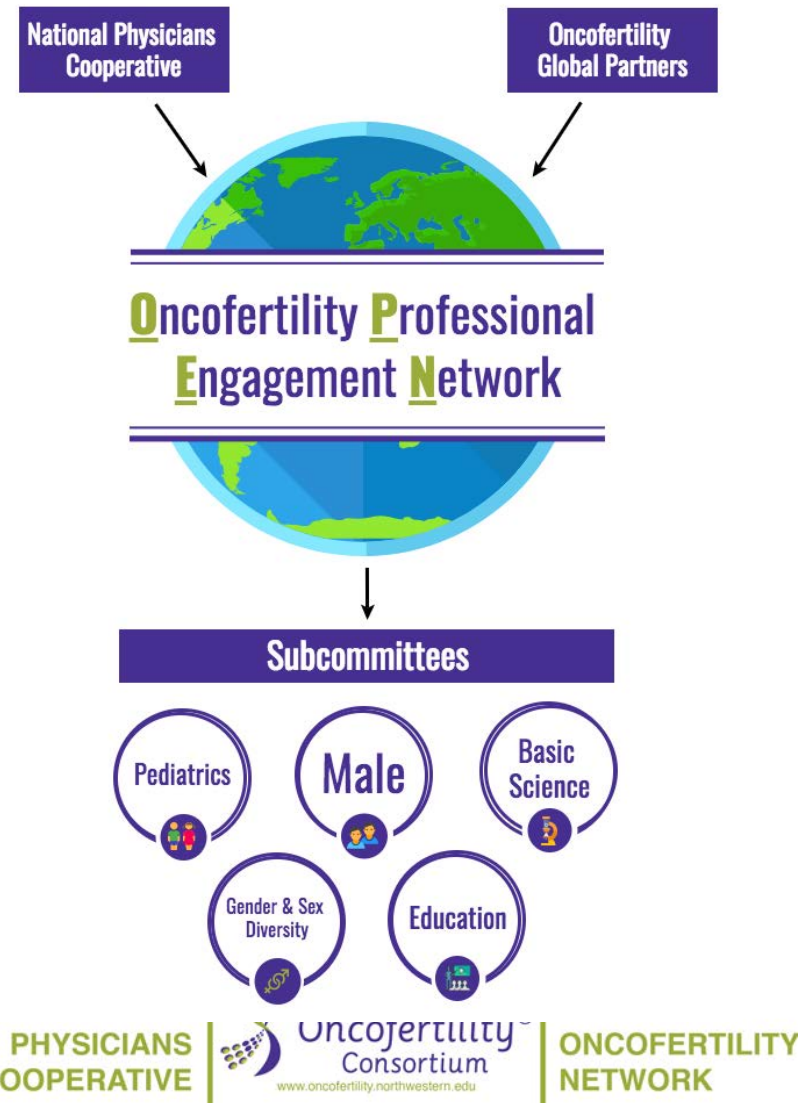 National Physicians
Cooperative
Oncofertility
Global Partners
Oncofertility Professional
Engagement Network
Subcommittees
Pediatrics
Male
Basic
Science
Gender & Sex
Diversity
Education
PHYSICIANS
OOPERATIVE
Oncofertility®
Consortium
www.oncofertility.northwestern.edu
ONCOFERTILITY
NETWORK